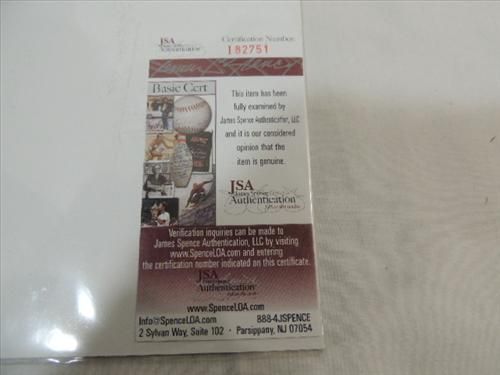 JSA
Authentication
Certification Number
I82751
Basic Cert
This item has been
fully examined by
James Spence Authentication, LLC
and it is our considered
opinion that the
item is genuine.
JSA
James Spence
Authentication
Verification inquiries can be made to
James Spence Authentication, LLC by visiting
www.SpenceLOA.com and entering
the certification number indicated on this certificate.
JSA
Authentication
www.SpenceLOA.com
Info@SpenceLOA.com 888-4JSPENCE
2 Sylvan Way, Suite 102 · Parsippany, NJ 07054